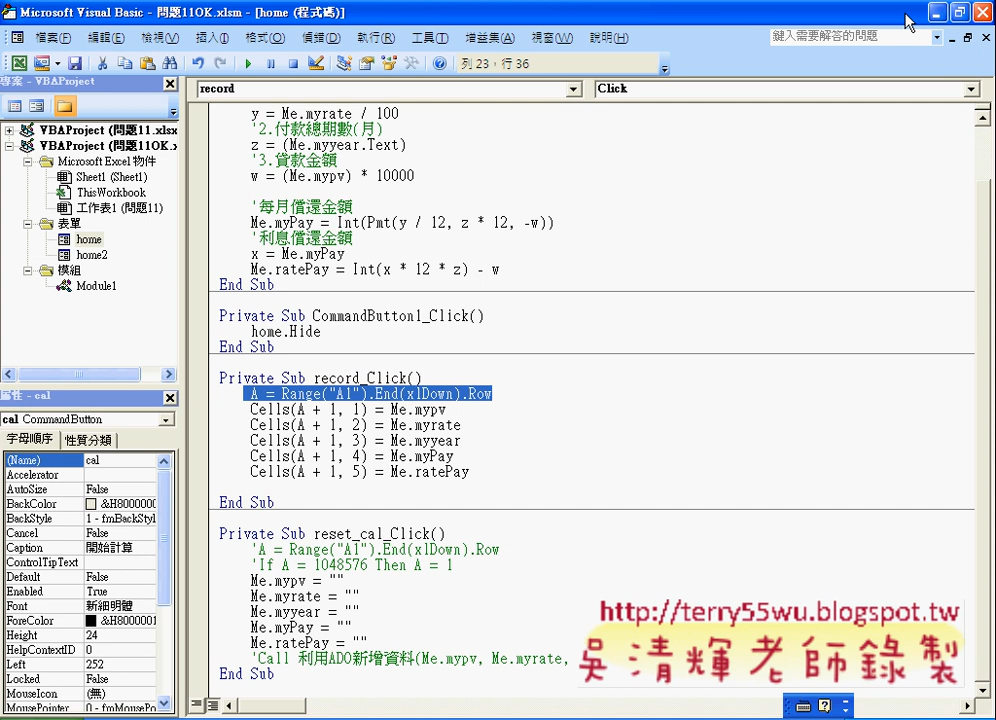 Microsoft Visual Basic - 問題11OK.xlsm - [home (程式碼)]
檔案(F) 編輯(E) 檢視(V) 插入(I) 格式(O) 偵錯(D) 執行(R) 工具(T) 增益集(A) 視窗(W) 說明(H) 鍵入需要解答的問題
列 23，行 36
專案 - VBAProject
record Click
VBAProject (問題11.xlsx
VBAProject (問題11OK.x
Microsoft Excel 物件
Sheet1 (Sheet1)
ThisWorkbook
工作表1 (問題11)
表單
home
home2
模組
Module1
屬性 - cal
cal CommandButton
字母順序 性質分類
(Name) cal
Accelerator
AutoSize False
BackColor &H8000000
BackStyle 1 - fmBackStyl
Cancel False
Caption 開始計算
ControlTipText
Default False
Enabled True
Font 新細明體
ForeColor &H8000001
Height 24
HelpContextID 0
Left 252
Locked False
MouseIcon (無)
MousePointer 0 - fmMousePo
y = Me.myrate / 100
'2.付款總期數(月)
z = (Me.myyear.Text)
'3.貸款金額
w = (Me.mypv) * 10000
'每月償還金額
Me.myPay = Int(Pmt(y / 12, z * 12, -w))
'利息償還金額
x = Me.myPay
Me.ratePay = Int(x * 12 * z) - w
End Sub
Private Sub CommandButton1_Click()
home.Hide
End Sub
Private Sub record_Click()
A = Range("A1").End(xlDown).Row
Cells(A + 1, 1) = Me.mypv
Cells(A + 1, 2) = Me.myrate
Cells(A + 1, 3) = Me.myyear
Cells(A + 1, 4) = Me.myPay
Cells(A + 1, 5) = Me.ratePay
End Sub
Private Sub reset_cal_Click()
'A = Range("A1").End(xlDown).Row
'If A = 1048576 Then A = 1
Me.mypv = ""
Me.myrate = ""
Me.myyear = ""
Me.myPay = ""
Me.ratePay = ""
'Call 利用ADO新增資料(Me.mypv, Me.myrate,
End Sub
http://terry55wu.blogspot.tw
吳清輝老師錄製